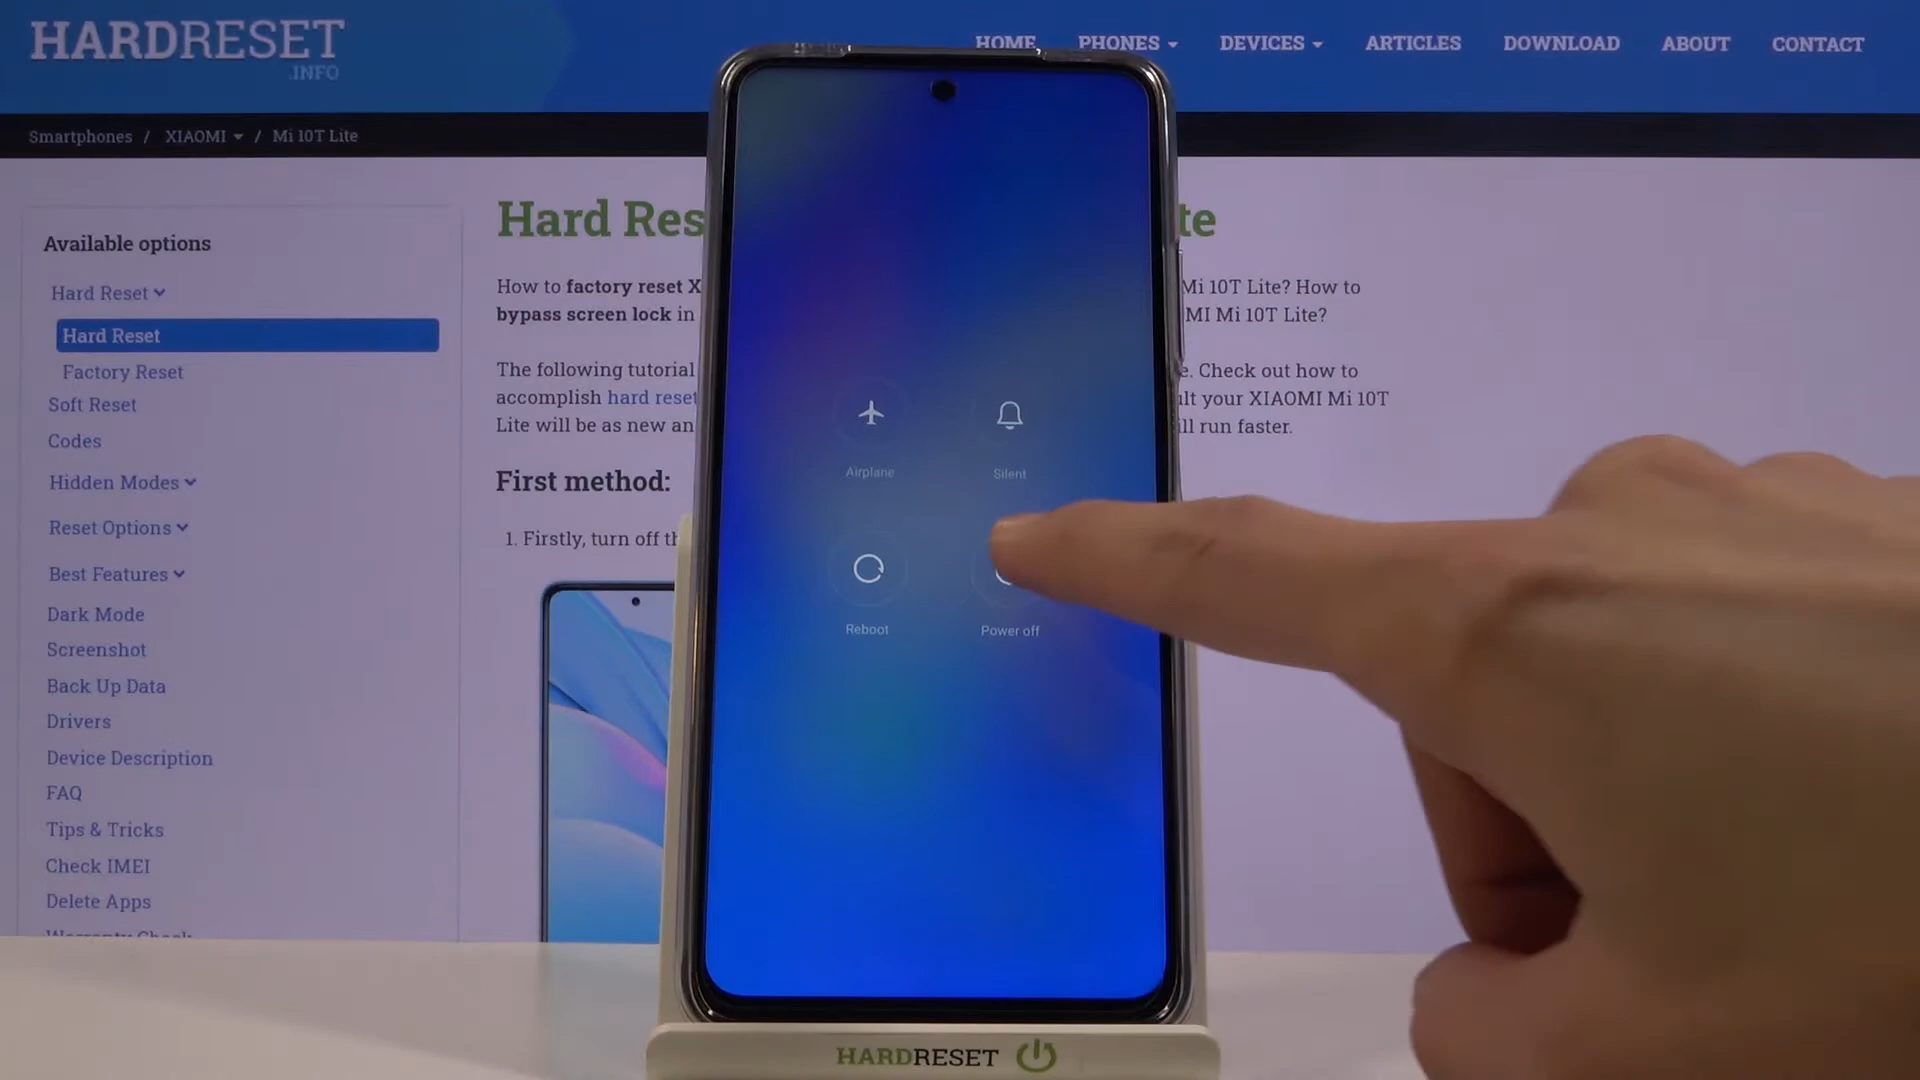 HARDRESET
.INFO
HOME PHONES DEVICES ARTICLES DOWNLOAD ABOUT CONTACT
Smartphones / XIAOMI / Mi 10T Lite
Available options
Hard Reset
Hard Reset
Factory Reset
Soft Reset
Codes
Hidden Modes
Reset Options
Best Features
Dark Mode
Screenshot
Back Up Data
Drivers
Device Description
FAQ
Tips & Tricks
Check IMEI
Delete Apps
Warranty Check
Hard Res te
How to factory reset X Mi 10T Lite? How to
bypass screen lock in MI Mi 10T Lite?
The following tutorial e. Check out how to
accomplish hard reset ult your XIAOMI Mi 10T
Lite will be as new an ll run faster.
First method:
1. Firstly, turn off th
Airplane Silent
Reboot Power off
HARDRESET